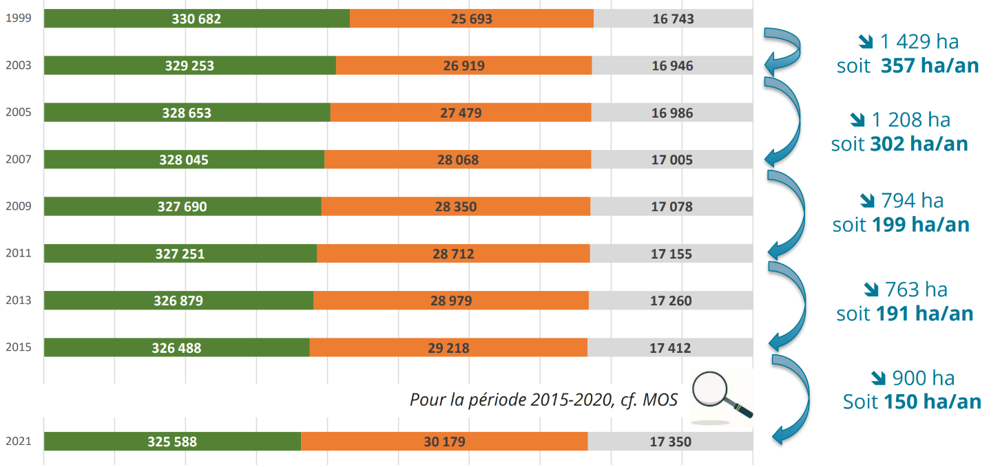 1999 330 682 25 693 16 743
↘ 1 429 ha
soit 357 ha/an
2003 329 253 26 919 16 946
2005 328 653 27 479 16 986
↘ 1 208 ha
soit 302 ha/an
2007 328 045 28 068 17 005
2009 327 690 28 350 17 078
↘ 794 ha
soit 199 ha/an
2011 327 251 28 712 17 155
2013 326 879 28 979 17 260
↘ 763 ha
soit 191 ha/an
2015 326 488 29 218 17 412
↘ 900 ha
Soit 150 ha/an
Pour la période 2015-2020, cf. MOS
2021 325 588 30 179 17 350